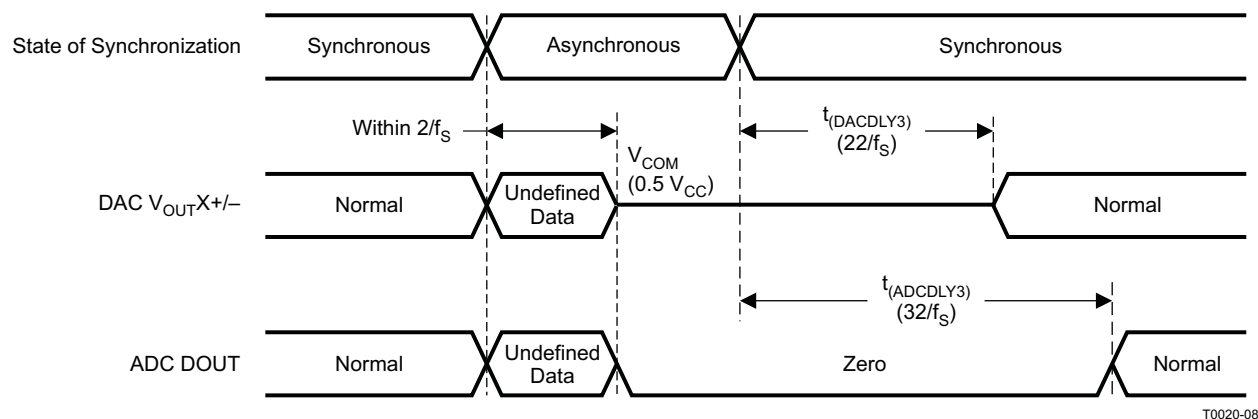 State of Synchronization
Synchronous
Asynchronous
Synchronous
Within 2/fS
t(DACDLY3)
(22/fS)
VCOM
(0.5 VCC)
DAC VOUTX+/–
Normal
Undefined
Data
Normal
t(ADCDLY3)
(32/fS)
ADC DOUT
Normal
Undefined
Data
Zero
Normal
T0020-08